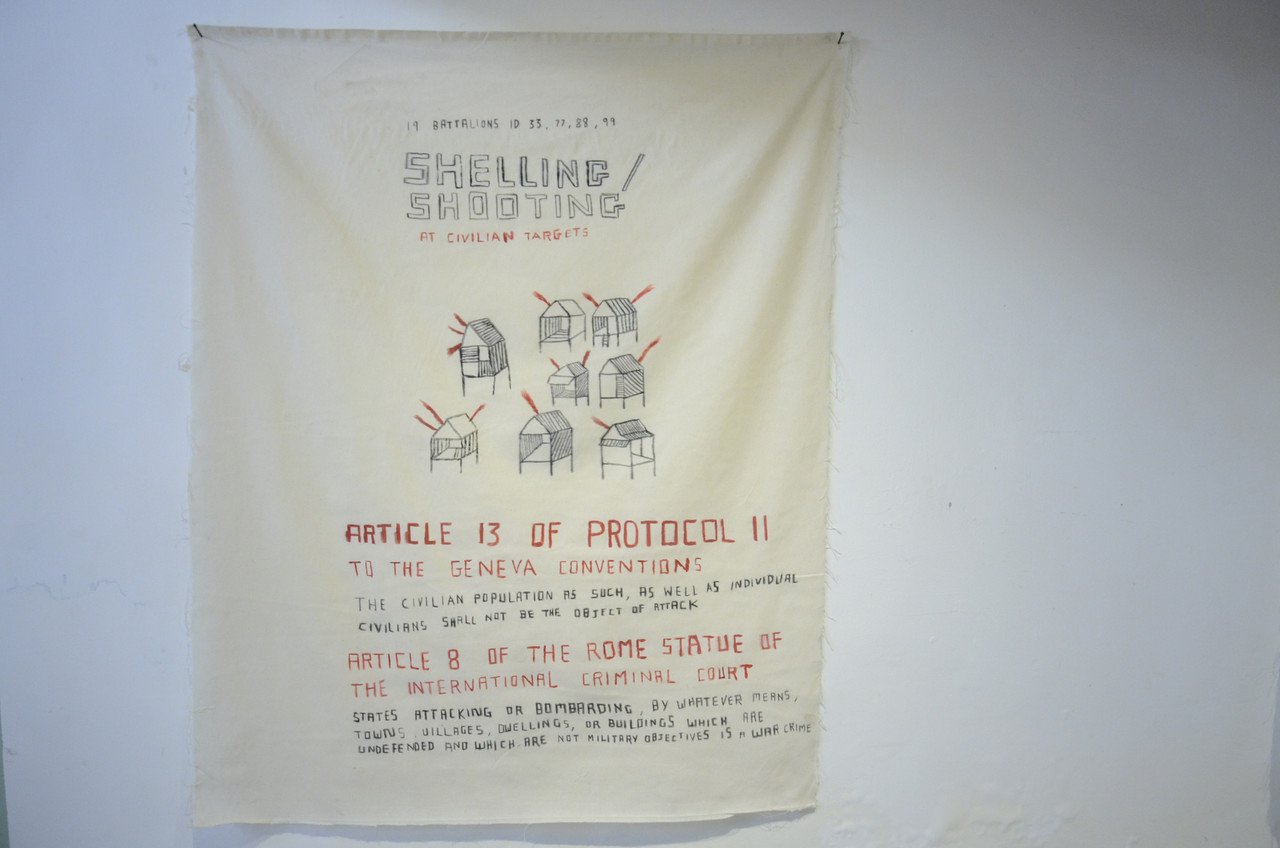 19 BATTALIONS ID 33, 77, 88, 99
SHELLING /
SHOOTING
AT CIVILIAN TARGETS
ARTICLE 13 OF PROTOCOL II
TO THE GENEVA CONVENTIONS
THE CIVILIAN POPULATION AS SUCH, AS WELL AS INDIVIDUAL
CIVILIANS SHALL NOT BE THE OBJECT OF ATTACK
ARTICLE 8 OF THE ROME STATUE OF
THE INTERNATIONAL CRIMINAL COURT
STATES ATTACKING OR BOMBARDING, BY WHATEVER MEANS,
TOWNS, VILLAGES, DWELLINGS, OR BUILDINGS WHICH ARE
UNDEFENDED AND WHICH ARE NOT MILITARY OBJECTIVES IS A WAR CRIME